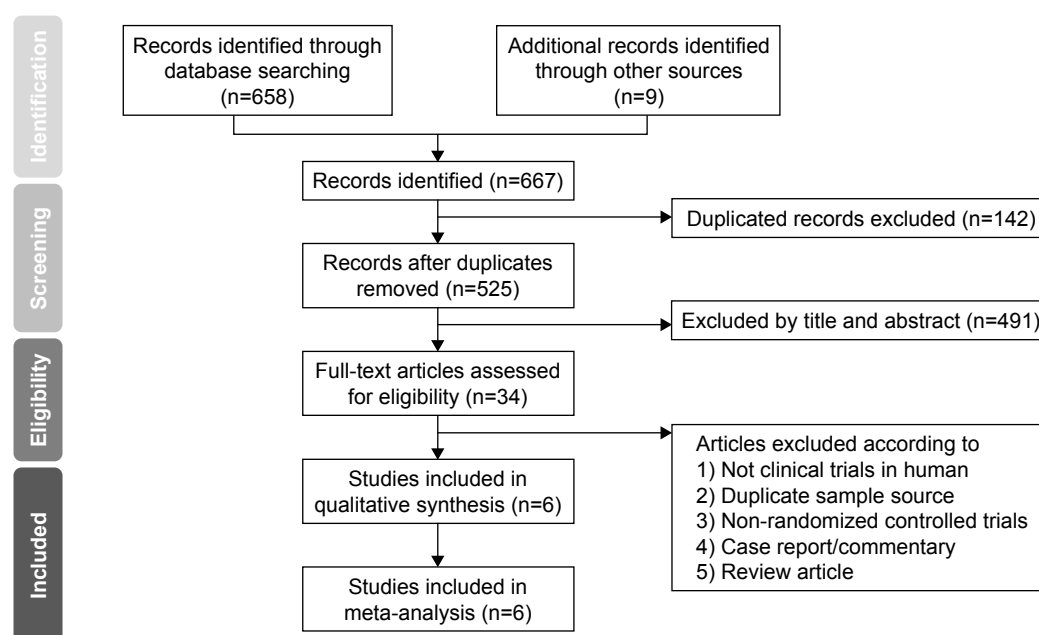 Identification
Records identified through
database searching
(n=658)
Additional records identified
through other sources
(n=9)
Records identified (n=667)
Screening
Duplicated records excluded (n=142)
Records after duplicates
removed (n=525)
Excluded by title and abstract (n=491)
Eligibility
Full-text articles assessed
for eligibility (n=34)
Articles excluded according to
1) Not clinical trials in human
2) Duplicate sample source
3) Non-randomized controlled trials
4) Case report/commentary
5) Review article
Included
Studies included in
qualitative synthesis (n=6)
Studies included in
meta-analysis (n=6)